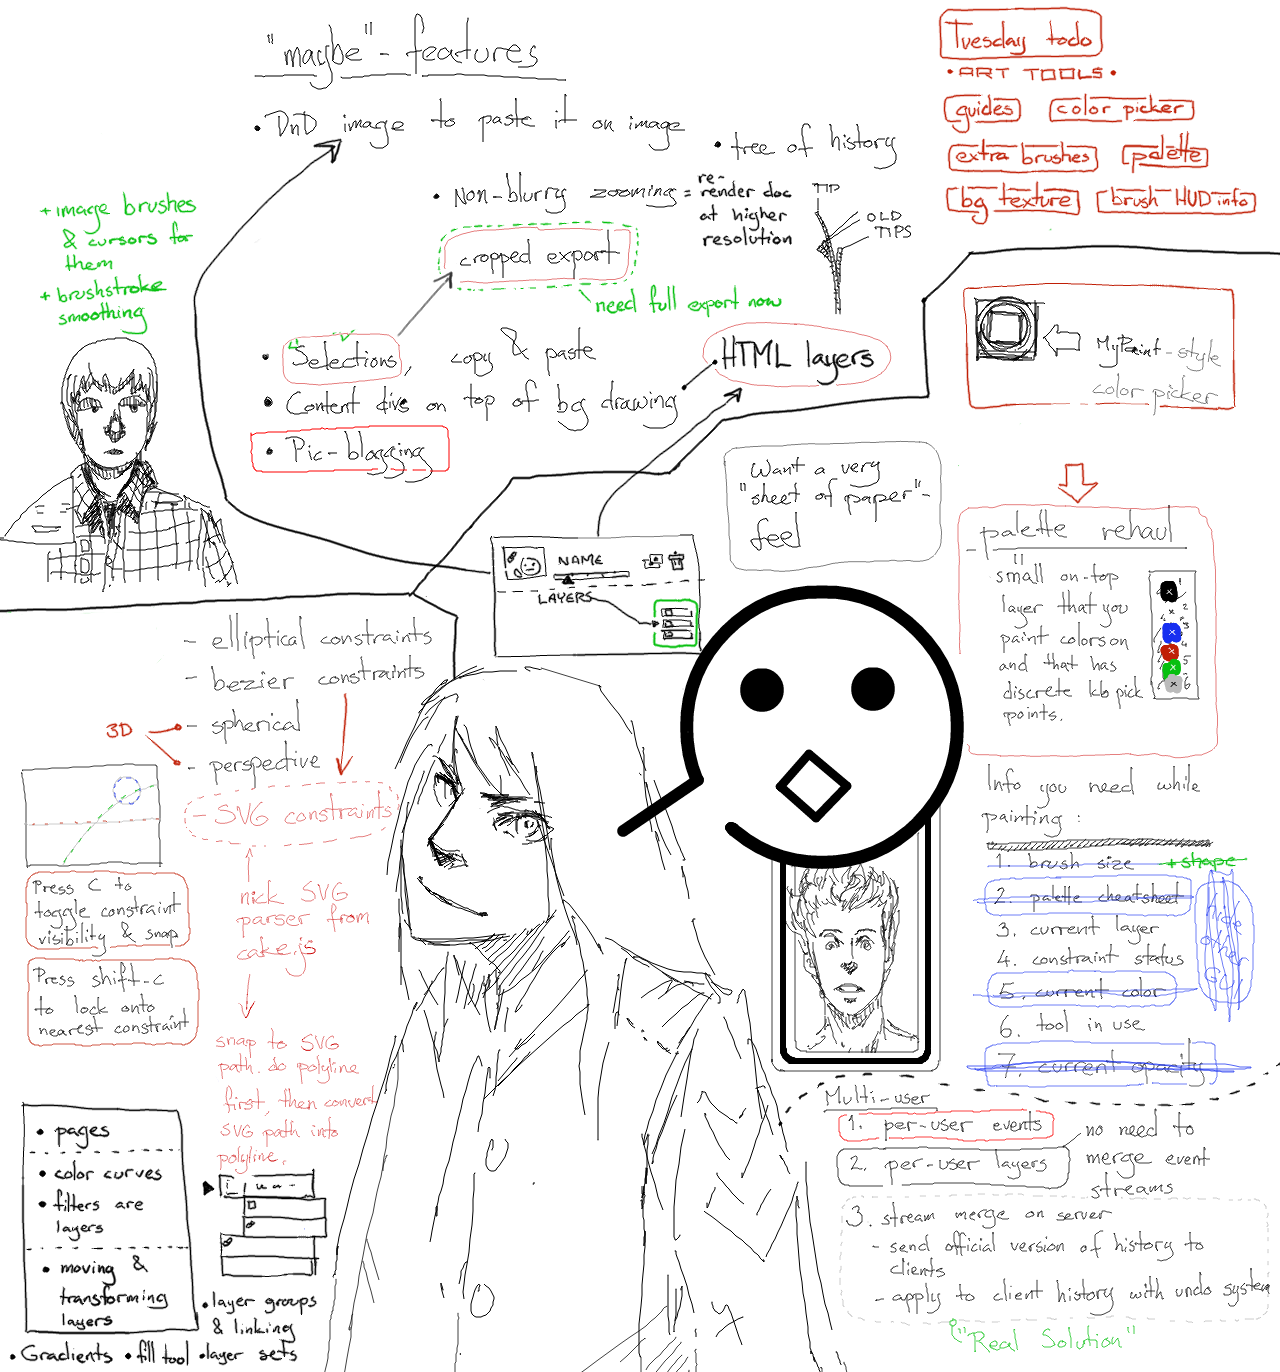 "maybe" - features
• DnD image to paste it on image
• tree of history
• Non-blurry zooming = re-render doc at higher resolution
TIP
OLD TIPS
cropped export
need full export now
• Selections, copy & paste
• HTML layers
• Content divs on top of bg drawing
• Pic-blogging
Tuesday todo
• ART TOOLS •
guides
color picker
extra brushes
palette
bg texture
brush HUD info
+ image brushes
& cursors for
them
+ brushstroke
smoothing
MyPaint-style
color picker
Want a very
"sheet of paper"-
feel
NAME
LAYERS
- palette rehaul
small on-top
layer that you
paint colors on
and that has
discrete kb pick
points.
1
2
3
4
5
6
- elliptical constraints
- bezier constraints
- spherical
- perspective
3D
- SVG constraints
Press C to
toggle constraint
visibility & snap
Press shift-C
to lock onto
nearest constraint
nick SVG
parser from
cake.js
snap to SVG
path. do polyline
first, then convert
SVG path into
polyline.
Info you need while
painting:
1. brush size + shape
2. palette cheatsheet
3. current layer
4. constraint status
5. current color
6. tool in use
7. current opacity
hide
other
GUI
Multi-user
1. per-user events
2. per-user layers
no need to
merge event
streams
3. stream merge on server
- send official version of history to
clients
- apply to client history with undo system
"Real Solution"
• pages
• color curves
• filters are
layers
• moving &
transforming
layers
• layer groups
& linking
• Gradients • fill tool • layer sets